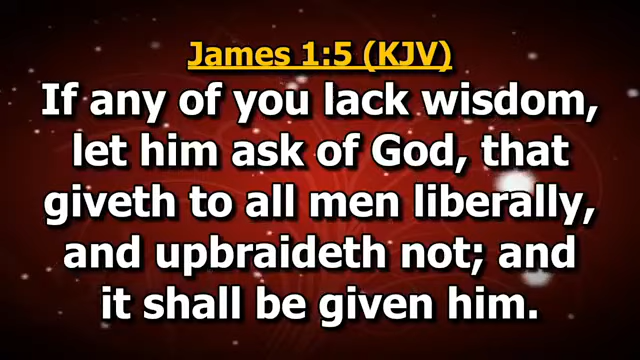 James 1:5 (KJV)
If any of you lack wisdom,
let him ask of God, that
giveth to all men liberally,
and upbraideth not; and
it shall be given him.